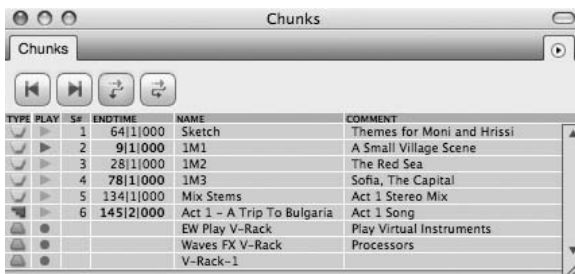 Chunks
Chunks
TYPE PLAY S# ENDTIME NAME COMMENT
1 64|1|000 Sketch Themes for Moni and Hrissi
2 9|1|000 1M1 A Small Village Scene
3 28|1|000 1M2 The Red Sea
4 78|1|000 1M3 Sofia, The Capital
5 134|1|000 Mix Stems Act 1 Stereo Mix
6 145|2|000 Act 1 - A Trip To Bulgaria Act 1 Song
EW Play V-Rack Play Virtual Instruments
Waves FX V-Rack Processors
V-Rack-1